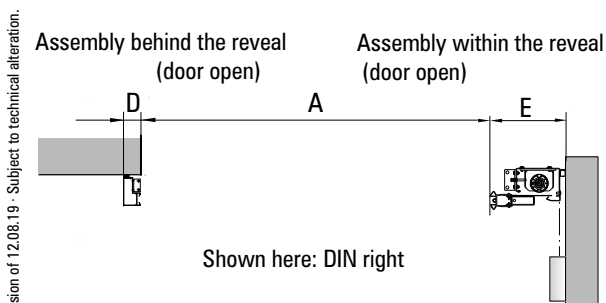 Assembly behind the reveal
(door open)
Assembly within the reveal
(door open)
D
A
E
Shown here: DIN right
sion of 12.08.19 · Subject to technical alteration.